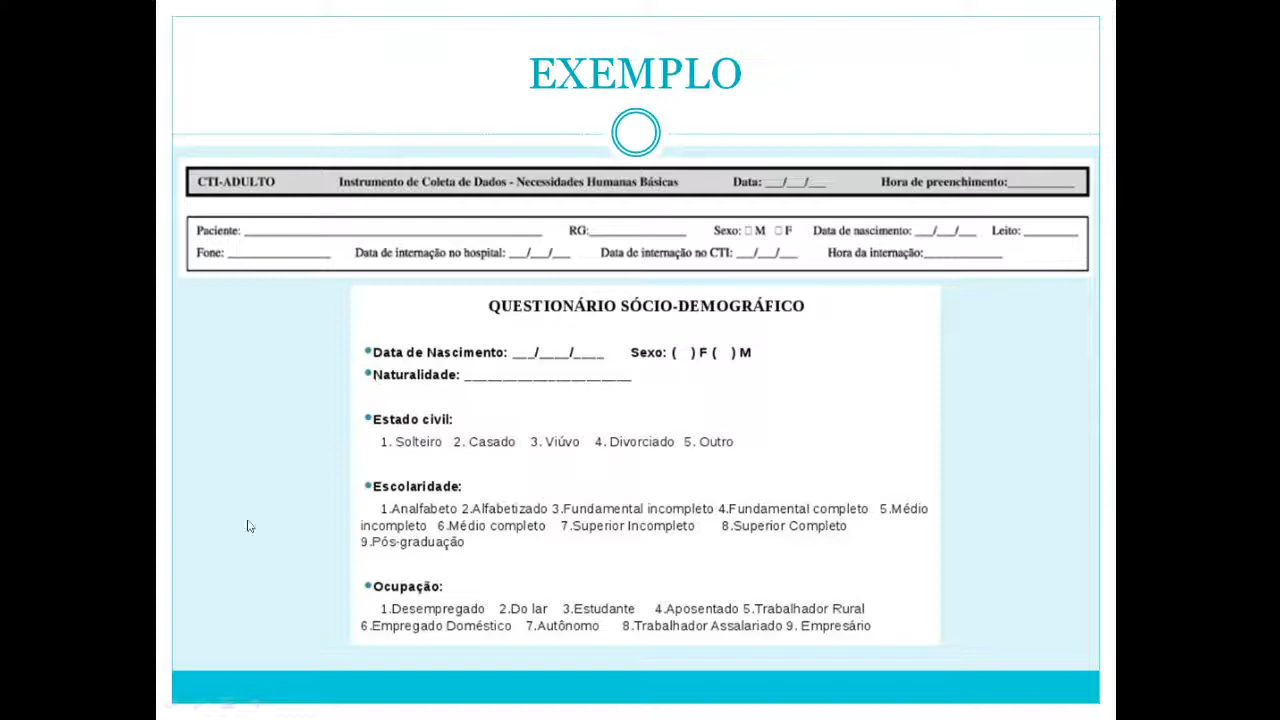 EXEMPLO
CTI-ADULTO Instrumento de Coleta de Dados - Necessidades Humanas Básicas Data: ___/___/___ Hora de preenchimento:___________
Paciente: ________________________________________________ RG:________________ Sexo: □ M □ F Data de nascimento: ___/___/___ Leito: _________
Fone: _________________ Data de internação no hospital: ___/___/___ Data de internação no CTI: ___/___/___ Hora da internação:_____________
QUESTIONÁRIO SÓCIO-DEMOGRÁFICO
•Data de Nascimento: ___/____/____ Sexo: ( ) F ( ) M
•Naturalidade: ______________________
•Estado civil:
1. Solteiro 2. Casado 3. Viúvo 4. Divorciado 5. Outro
•Escolaridade:
1.Analfabeto 2.Alfabetizado 3.Fundamental incompleto 4.Fundamental completo 5.Médio
incompleto 6.Médio completo 7.Superior Incompleto 8.Superior Completo
9.Pós-graduação
•Ocupação:
1.Desempregado 2.Do lar 3.Estudante 4.Aposentado 5.Trabalhador Rural
6.Empregado Doméstico 7.Autônomo 8.Trabalhador Assalariado 9. Empresário